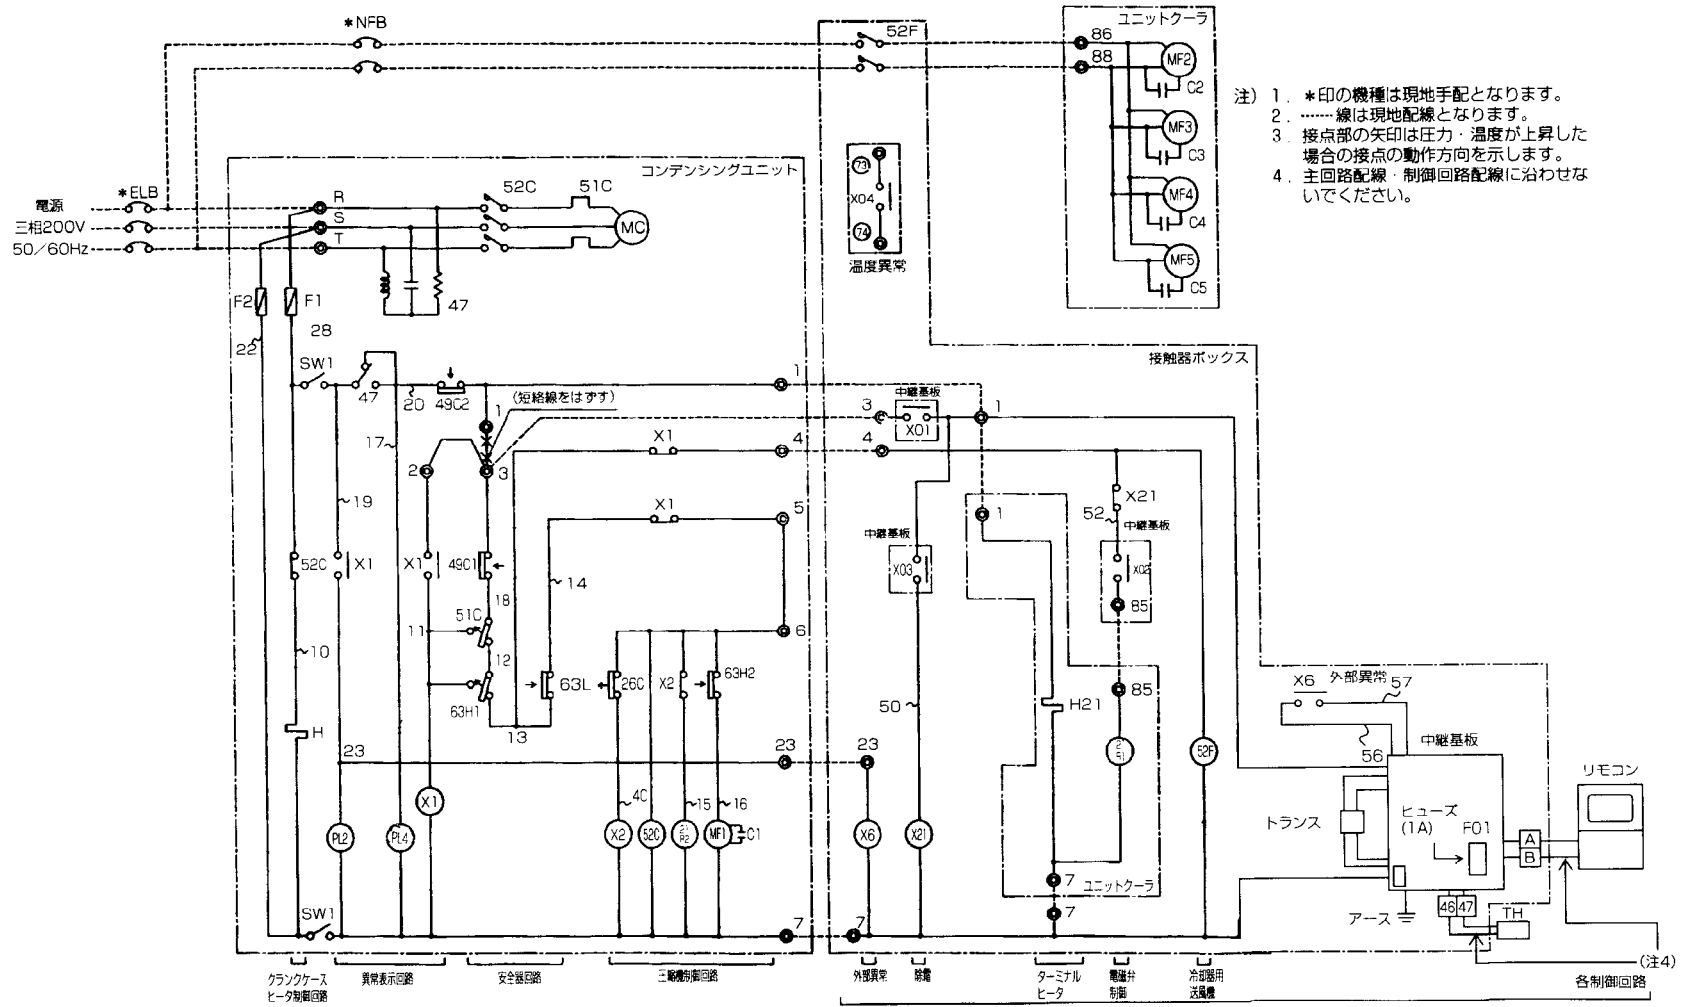 *NFB
52F
ユニットクーラ
86
88
MF2
C2
MF3
C3
MF4
C4
MF5
C5
注) 1. *印の機種は現地手配となります。
2. ……線は現地配線となります。
3. 接点部の矢印は圧力・温度が上昇した
場合の接点の動作方向を示します。
4. 主回路配線・制御回路配線に沿わせな
いでください。
73
X04
74
温度異常
コンデンシングユニット
*ELB
電源
三相200V
50/60Hz
R
S
T
52C
51C
MC
F2
F1
47
28
22
SW1
47
20
49C2
1
(短絡線をはずす)
1
接触器ボックス
中継基板
3
X01
1
17
X1
4
4
2
3
19
X1
5
1
X21
52
中継基板
中継基板
52C
X1
X1
49C1
14
X03
X02
18
85
51C
11
6
12
10
63L
26C
X2
63H2
85
63H1
50
H21
X6
外部異常
57
13
H
23
23
23
56
中継基板
52F
リモコン
X1
4C
15
16
トランス
ヒューズ
(1A)
F01
PL2
PL4
X2
52C
21
R2
MF1
C1
X6
X21
A
B
7
ユニットクーラ
7
46
47
TH
アース
SW1
7
7
(注4)
クランクケース
ヒータ制御回路
異常表示回路
安全器回路
圧縮機制御回路
外部異常
除霜
ターミナル
ヒータ
電磁弁
制御
冷却器用
送風機
各制御回路